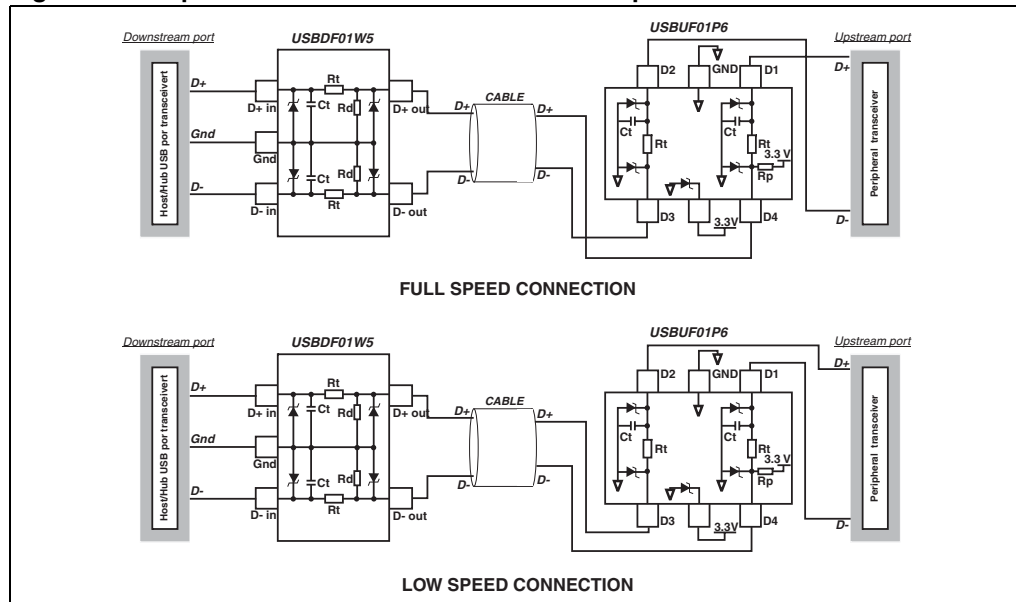 Downstream port
USBDF01W5
USBUF01P6
Upstream port
Host/Hub USB por transceivert
D+
Gnd
D-
D+ in
Gnd
D- in
Rt
Ct
Rd
Ct
Rd
Rt
D+ out
D- out
CABLE
D+
D-
D+
D-
D2
GND
D1
Ct
Rt
Ct
Rt
3.3 V
Rp
D3
3.3V
D4
D+
D-
Peripheral transceiver
FULL SPEED CONNECTION
Downstream port
USBDF01W5
USBUF01P6
Upstream port
Host/Hub USB por transceivert
D+
Gnd
D-
D+ in
Gnd
D- in
Rt
Ct
Rd
Ct
Rd
Rt
D+ out
D- out
CABLE
D+
D-
D+
D-
D2
GND
D1
Ct
Rt
Ct
Rt
3.3 V
Rp
D3
3.3V
D4
D+
D-
Peripheral transceiver
LOW SPEED CONNECTION